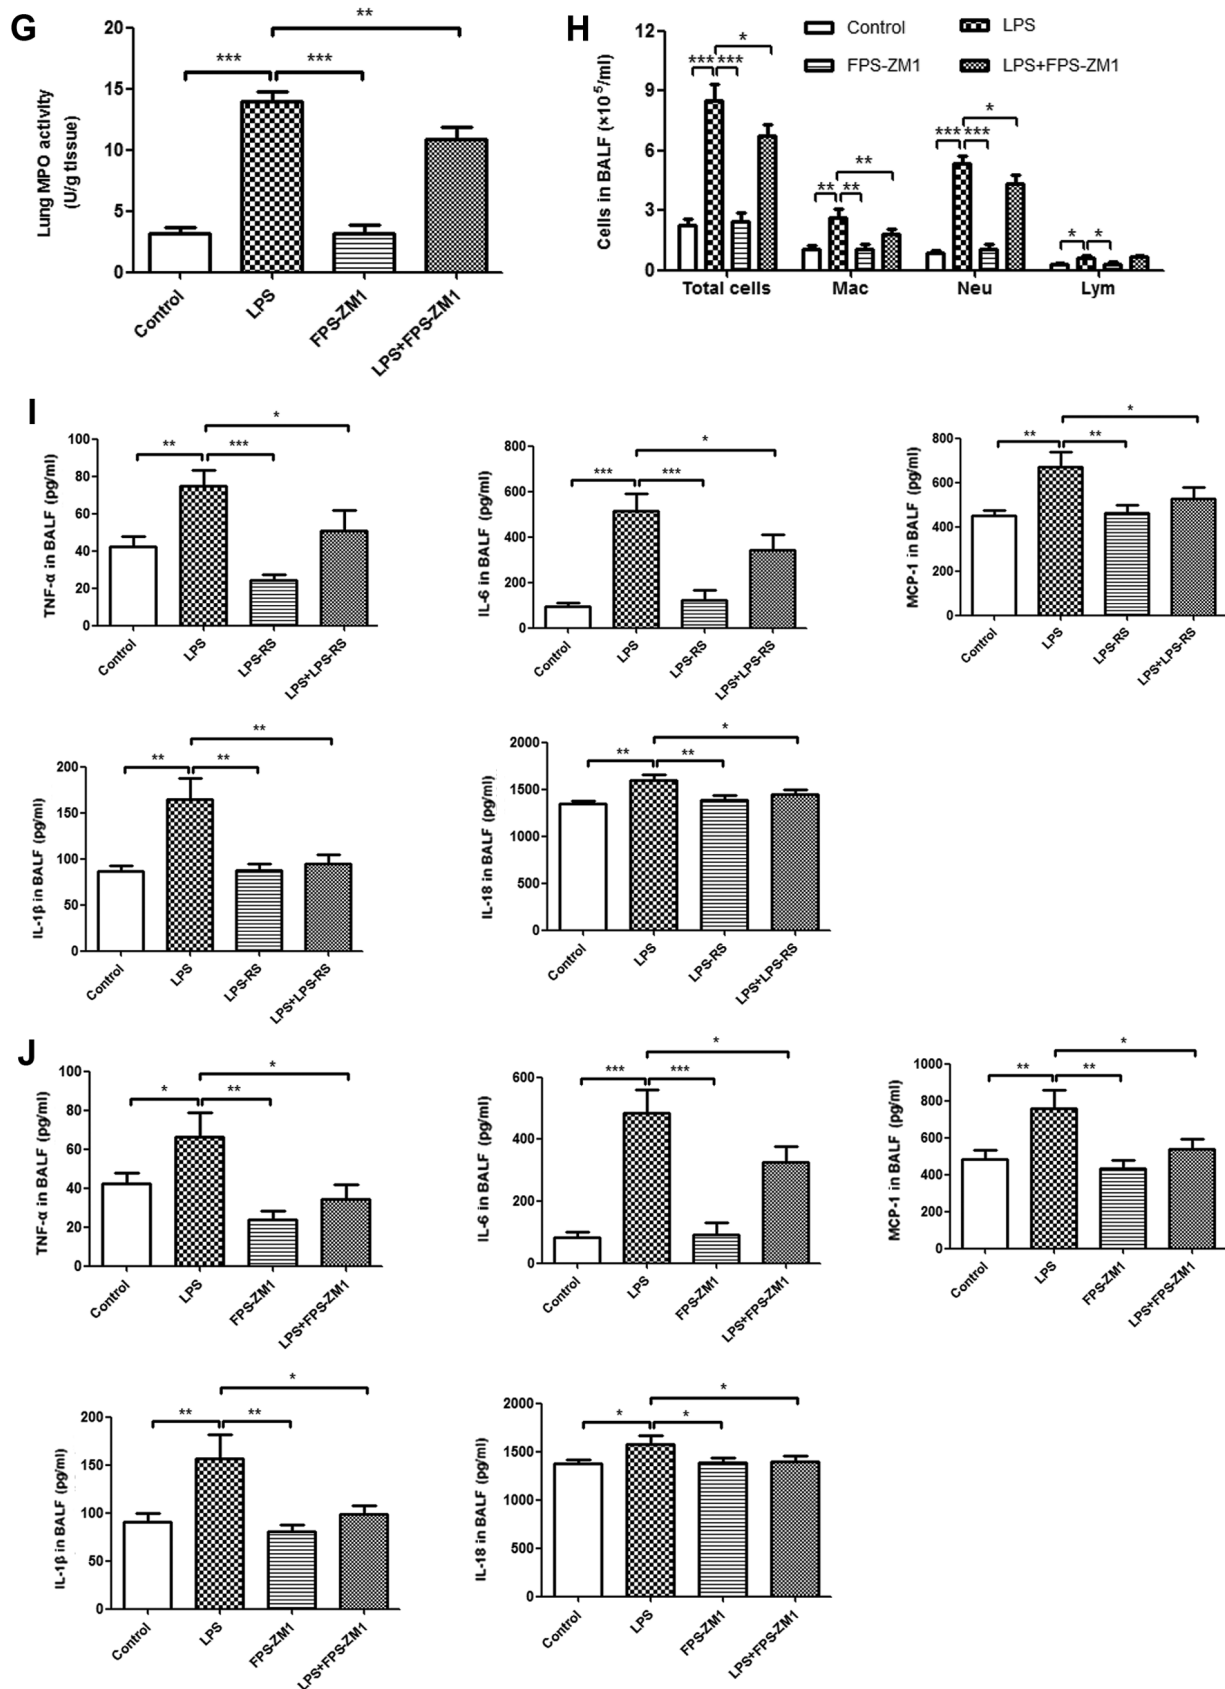 G
Lung MPO activity
(U/g tissue)
20
15
10
5
0
***
***
**
Control
LPS
FPS-ZM1
LPS+FPS-ZM1
H
Control
LPS
FPS-ZM1
LPS+FPS-ZM1
Cells in BALF (×10⁵/ml)
12
9
6
3
0
*** *** *
** ** **
*** *** *
* *
Total cells Mac Neu Lym
I
TNF-α in BALF (pg/ml)
100
80
60
40
20
0
** *** *
Control
LPS
LPS-RS
LPS+LPS-RS
IL-6 in BALF (pg/ml)
800
600
400
200
0
*** *** *
Control
LPS
LPS-RS
LPS+LPS-RS
MCP-1 in BALF (pg/ml)
800
600
400
200
0
** ** *
Control
LPS
LPS-RS
LPS+LPS-RS
IL-1β in BALF (pg/ml)
200
150
100
50
0
** ** **
Control
LPS
LPS-RS
LPS+LPS-RS
IL-18 in BALF (pg/ml)
2000
1500
1000
500
0
** ** *
Control
LPS
LPS-RS
LPS+LPS-RS
J
TNF-α in BALF (pg/ml)
100
80
60
40
20
0
* ** *
Control
LPS
FPS-ZM1
LPS+FPS-ZM1
IL-6 in BALF (pg/ml)
600
400
200
0
*** *** *
Control
LPS
FPS-ZM1
LPS+FPS-ZM1
MCP-1 in BALF (pg/ml)
1000
800
600
400
200
0
** ** *
Control
LPS
FPS-ZM1
LPS+FPS-ZM1
IL-1β in BALF (pg/ml)
200
150
100
50
0
** ** *
Control
LPS
FPS-ZM1
LPS+FPS-ZM1
IL-18 in BALF (pg/ml)
2000
1500
1000
500
0
* * *
Control
LPS
FPS-ZM1
LPS+FPS-ZM1